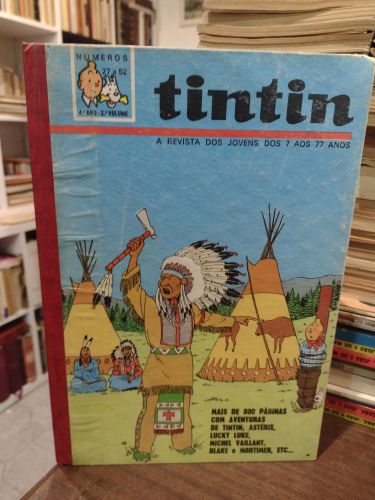 NÚMEROS
27 a 52
4.º ANO - 2.º VOLUME
tintin
A REVISTA DOS JOVENS DOS 7 AOS 77 ANOS
MAIS DE 800 PÁGINAS
COM AVENTURAS
DE TINTIN, ASTÉRIX,
LUCKY LUKE,
MICHEL VAILLANT,
BLAKE e MORTIMER, ETC...